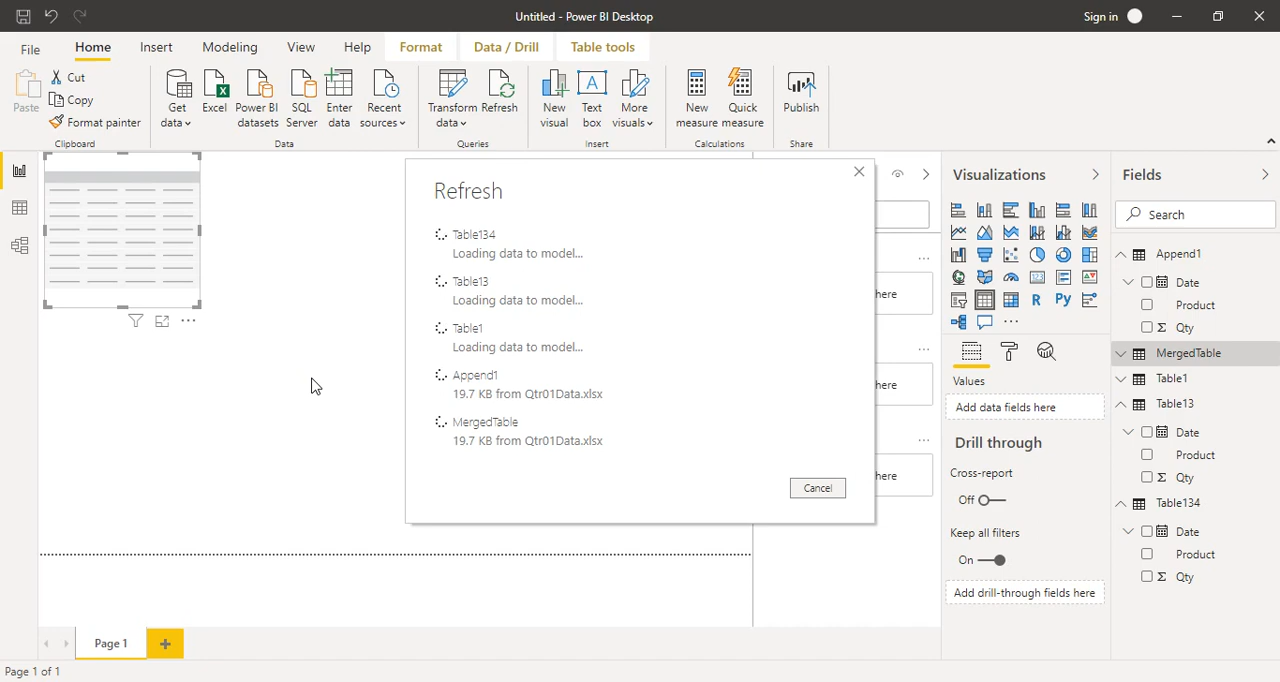 Untitled - Power BI Desktop
Sign in
File Home Insert Modeling View Help Format Data / Drill Table tools
Paste
Cut
Copy
Format painter
Clipboard
Get data
Excel
Power BI datasets
SQL Server
Enter data
Recent sources
Data
Transform data
Refresh
Queries
New visual
Text box
More visuals
Insert
New measure
Quick measure
Calculations
Publish
Share
Refresh
Table134
Loading data to model...
Table13
Loading data to model...
Table1
Loading data to model...
Append1
19.7 KB from Qtr01Data.xlsx
MergedTable
19.7 KB from Qtr01Data.xlsx
Cancel
here
here
here
Visualizations
R Py
123
Values
Add data fields here
Drill through
Cross-report
Off
Keep all filters
On
Add drill-through fields here
Fields
Search
Append1
Date
Product
Σ Qty
MergedTable
Table1
Table13
Date
Product
Σ Qty
Table134
Date
Product
Σ Qty
Page 1
Page 1 of 1